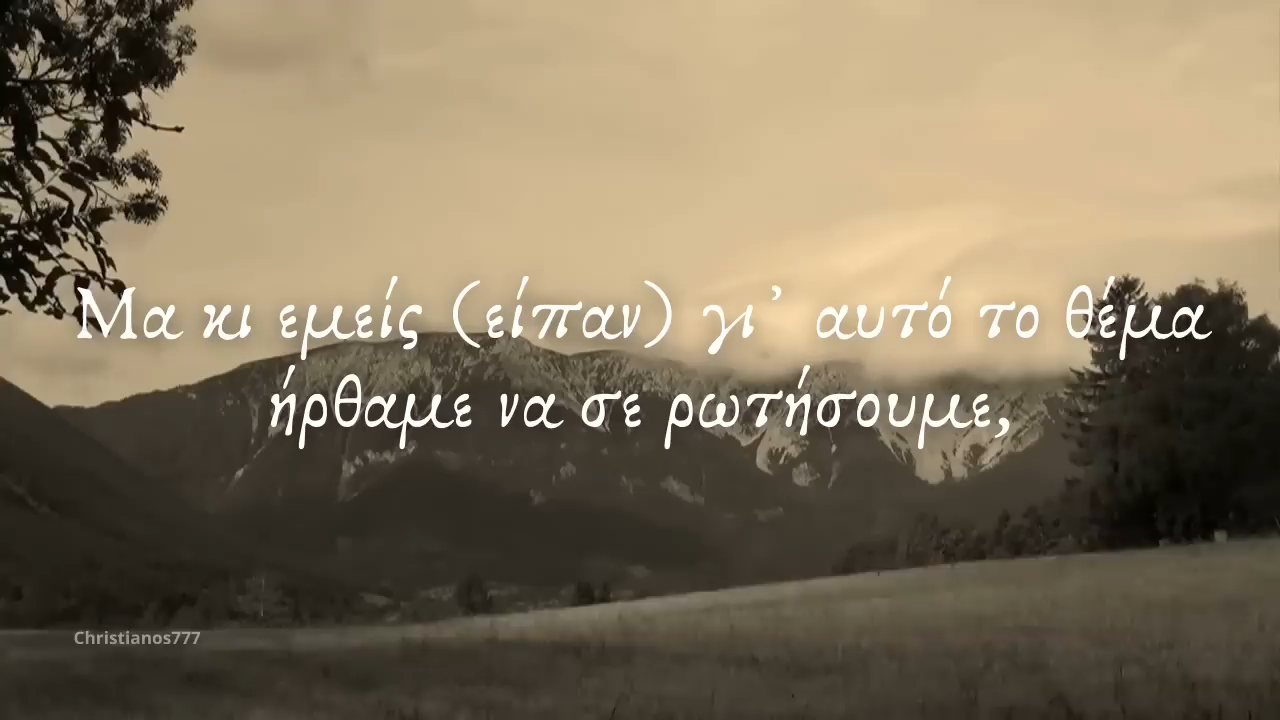 Μα κι εμείς (είπαν) γι' αυτό το θέμα
ήρθαμε να σε ρωτήσουμε,
Christianos777